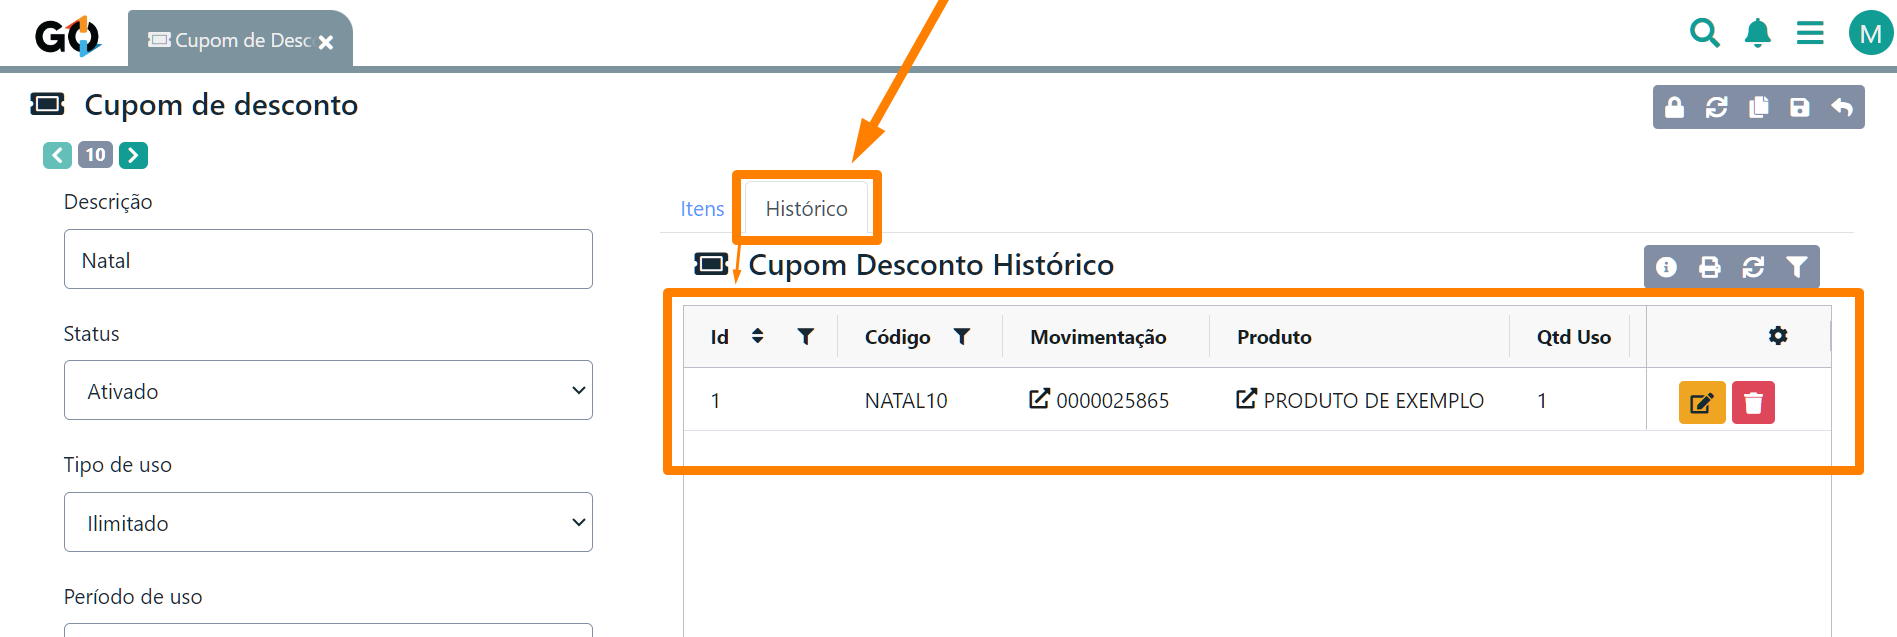 GO
Cupom de Desc
M
Cupom de desconto
10
Descrição
Natal
Status
Ativado
Tipo de uso
Ilimitado
Período de uso
Itens
Histórico
Cupom Desconto Histórico
Id Código Movimentação Produto Qtd Uso
1 NATAL10 0000025865 PRODUTO DE EXEMPLO 1